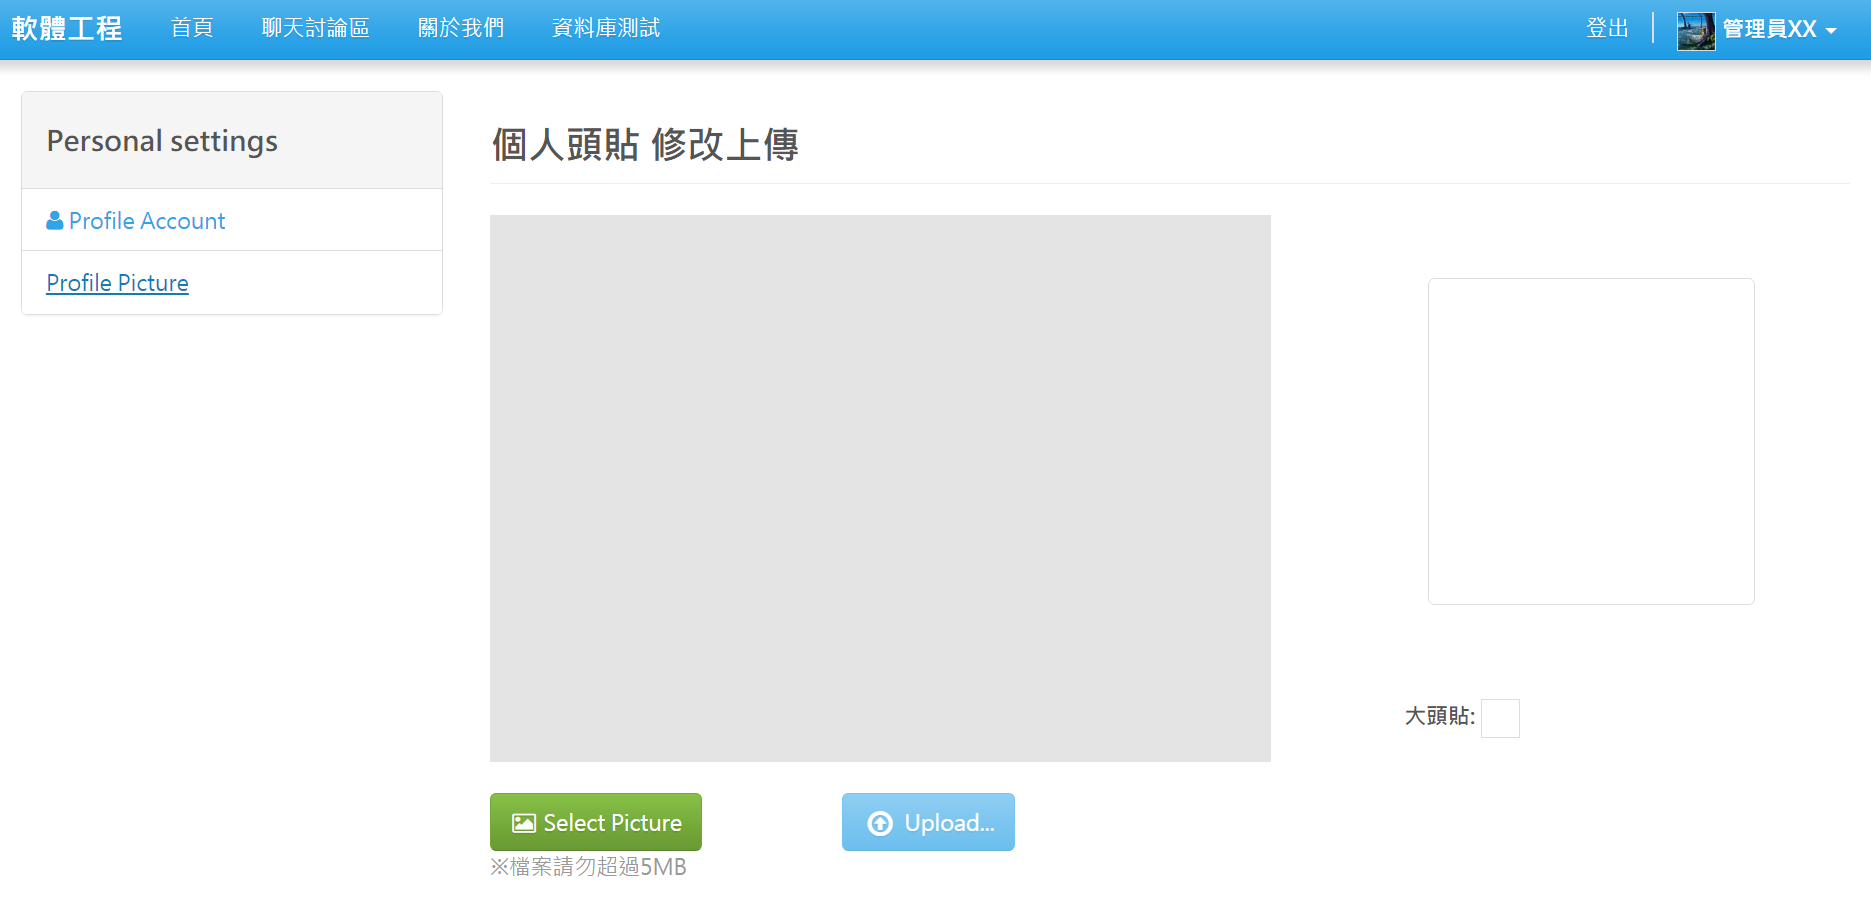 軟體工程 首頁 聊天討論區 關於我們 資料庫測試 登出 管理員XX
Personal settings
Profile Account
Profile Picture
個人頭貼 修改上傳
大頭貼:
Select Picture
Upload...
※檔案請勿超過5MB